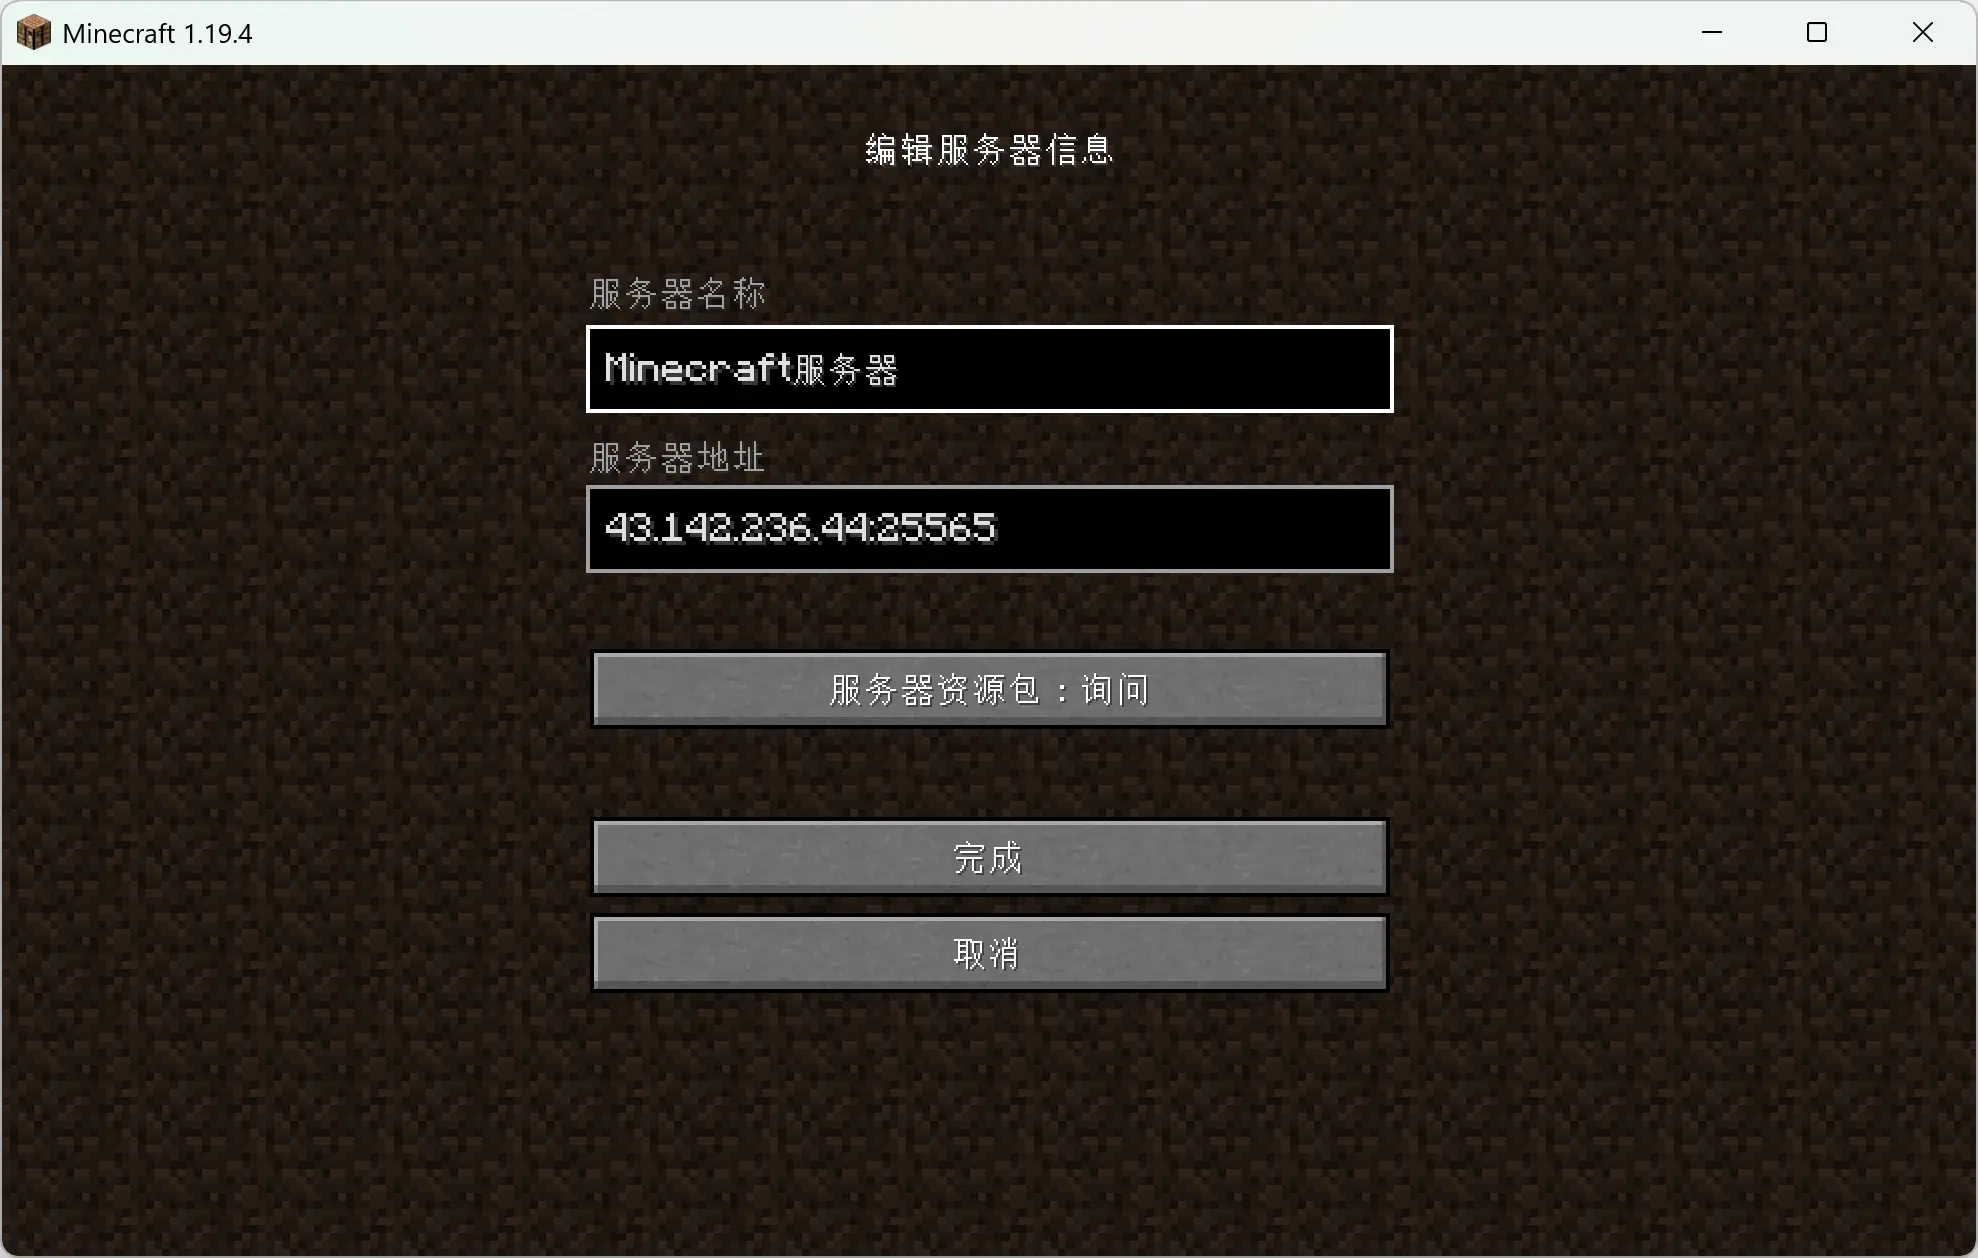 Minecraft 1.19.4
编辑服务器信息
服务器名称
Minecraft服务器
服务器地址
43.142.236.44:25565
服务器资源包：询问
完成
取消